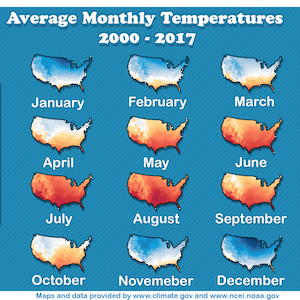 Average Monthly Temperatures
2000 - 2017
January February March
April May June
July August September
October Novemeber December
Maps and data provided by www.climate.gov and www.ncei.noaa.gov